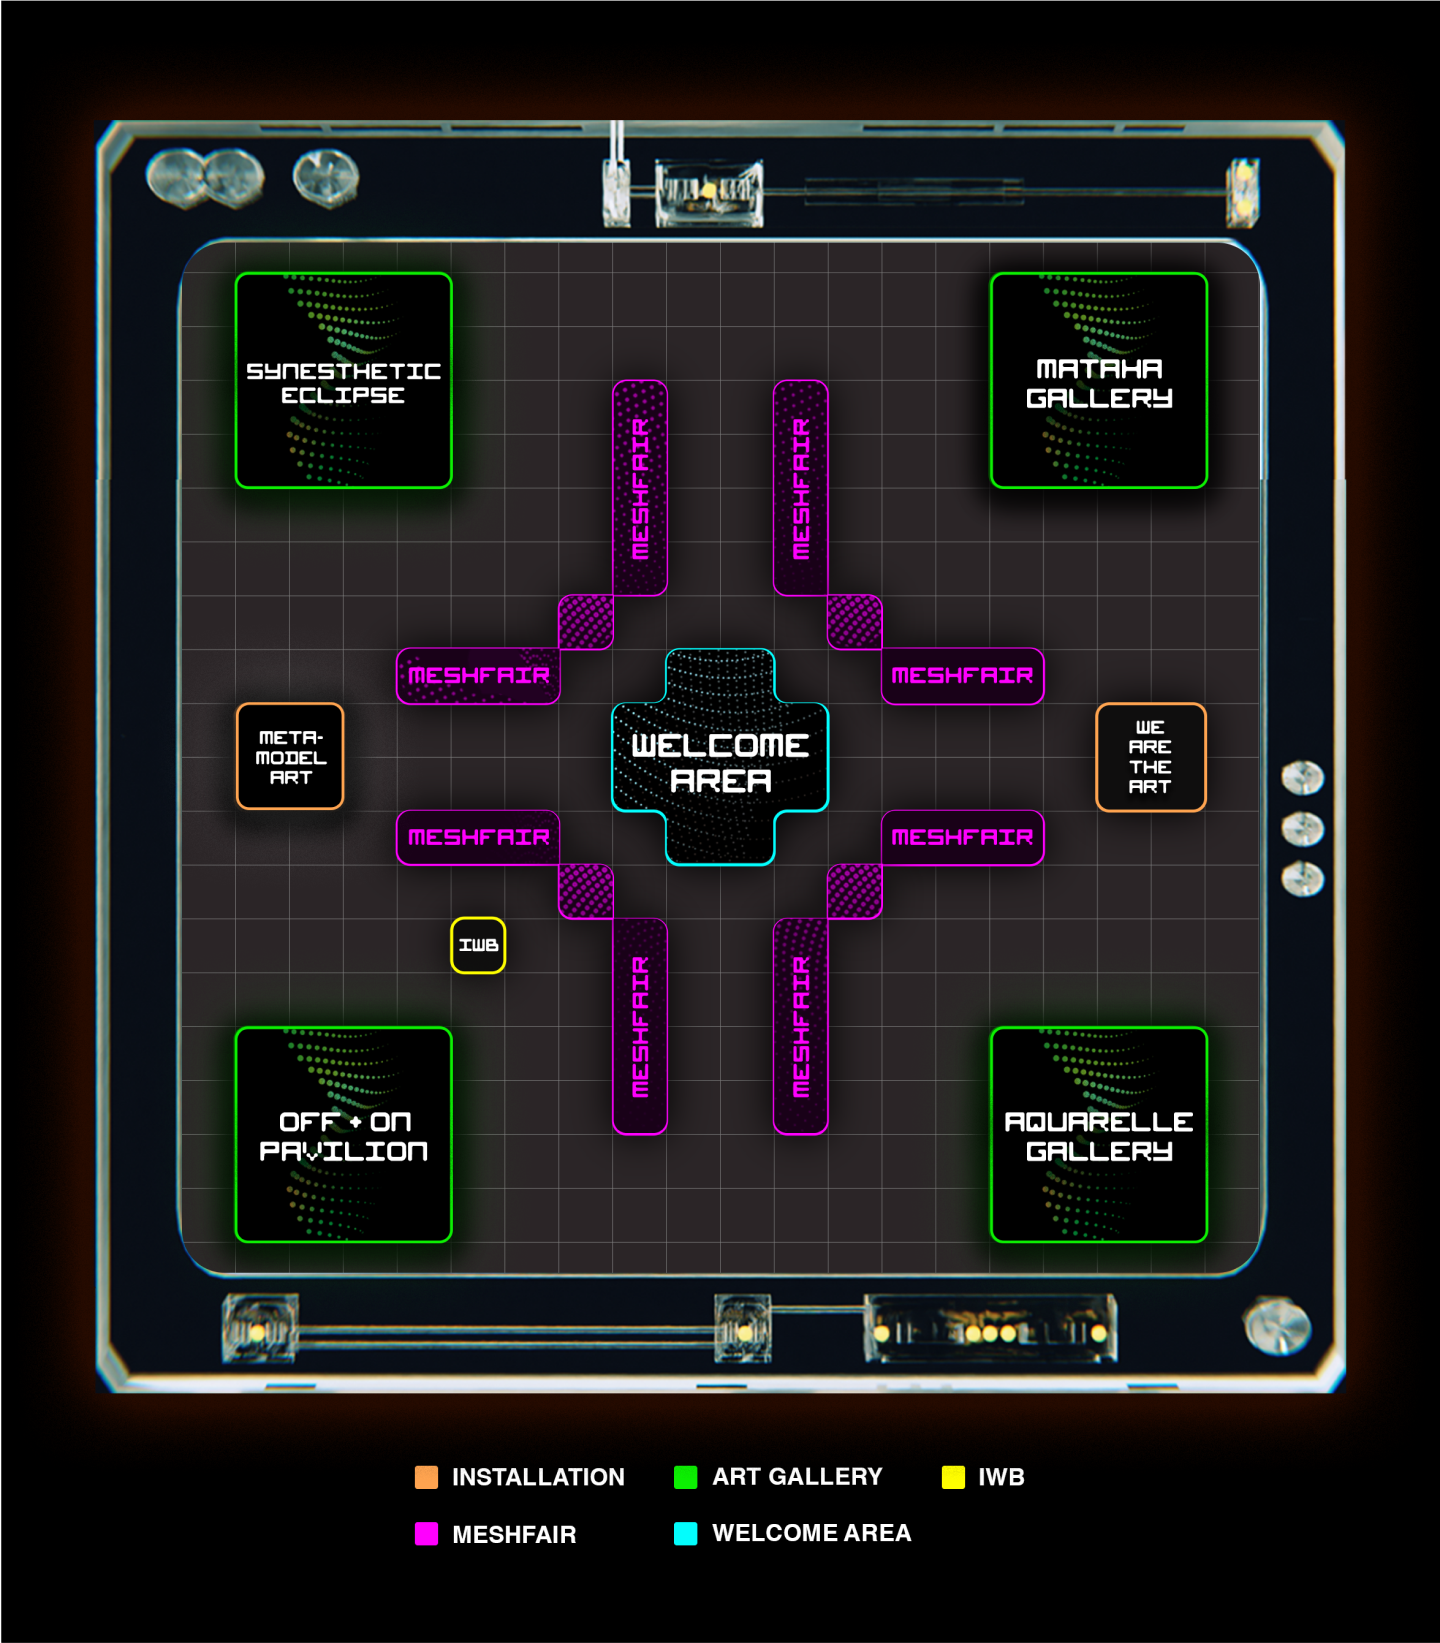 SYNESTHETIC
ECLIPSE
MATAHA
GALLERY
MESHFAIR
MESHFAIR
MESHFAIR
MESHFAIR
META-
MODEL
ART
WELCOME
AREA
WE
ARE
THE
ART
MESHFAIR
MESHFAIR
IWB
MESHFAIR
MESHFAIR
OFF + ON
PAVILION
AQUARELLE
GALLERY
INSTALLATION
ART GALLERY
IWB
MESHFAIR
WELCOME AREA